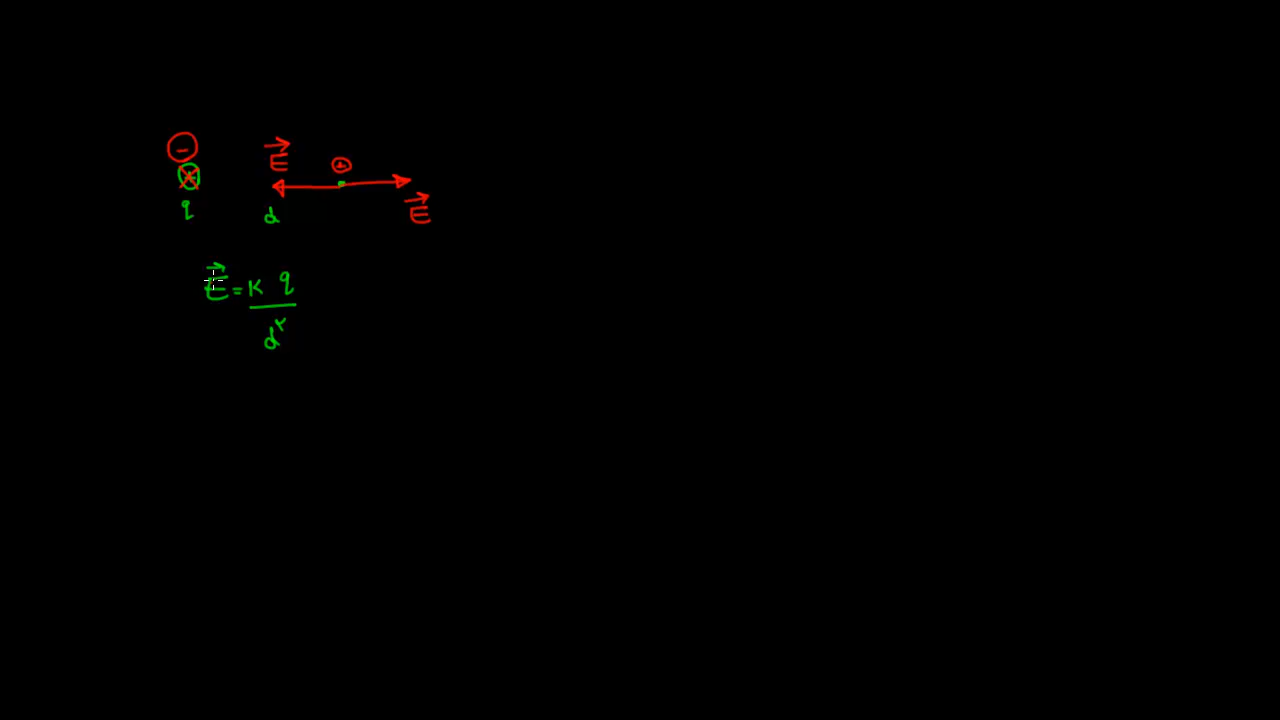 − E⃗ +
+
q d E⃗
E⃗ = K q / d²